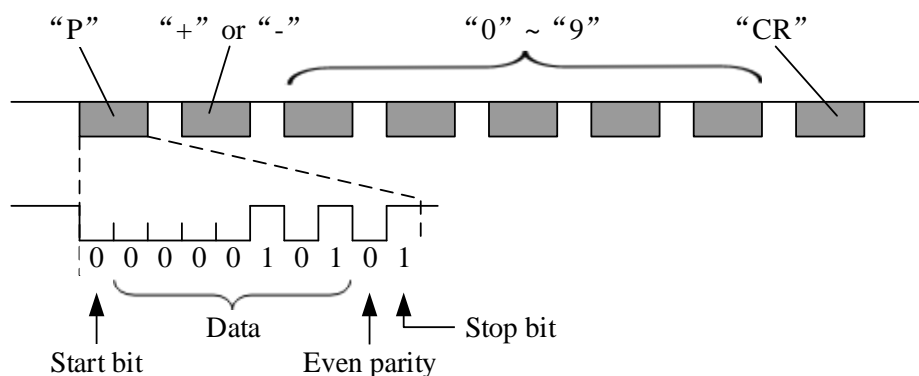 “P” “+” or “-” “0” ~ “9” “CR”
0 0 0 0 0 1 0 1 0 1
Data Stop bit
Start bit Even parity